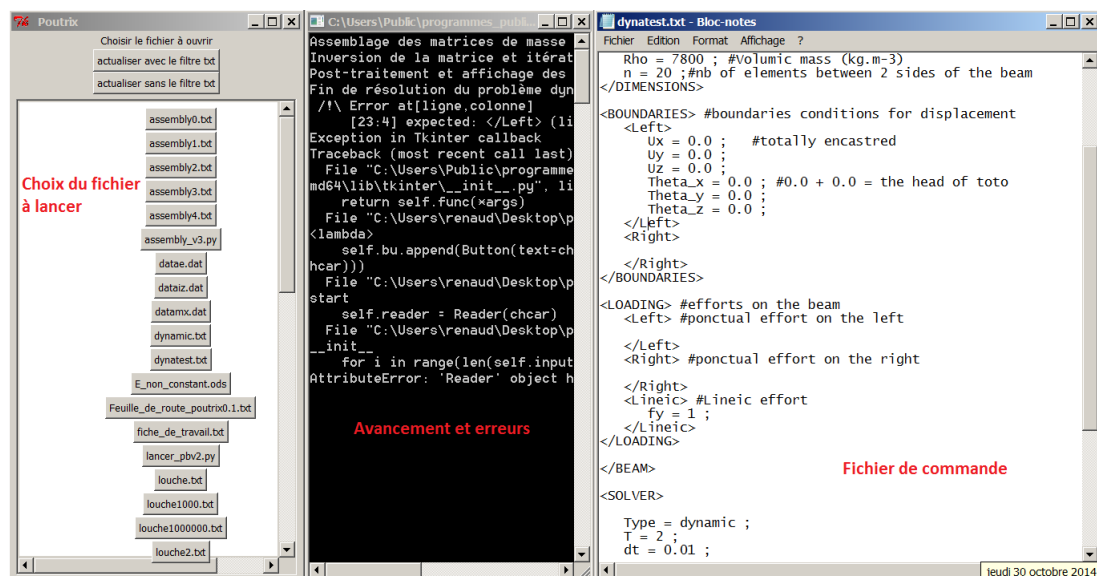 Poutrix
Choisir le fichier à ouvrir
actualiser avec le filtre txt
actualiser sans le filtre txt
assembly0.txt
assembly1.txt
assembly2.txt
assembly3.txt
assembly4.txt
assembly_v3.py
datae.dat
dataiz.dat
datamx.dat
dynamic.txt
dynatest.txt
E_non_constant.ods
Feuille_de_route_poutrix0.1.txt
fiche_de_travail.txt
lancer_pbv2.py
louche.txt
louche1000.txt
louche1000000.txt
louche2.txt
Choix du fichier
à lancer
C:\Users\Public\programmes_publi...
Assemblage des matrices de masse
Inversion de la matrice et itérat
Post-traitement et affichage des
Fin de résolution du problème dyn
/!\ Error at[ligne,colonne]
[23:4] expected: </Left> (li
Exception in Tkinter callback
Traceback (most recent call last)
File "C:\Users\Public\programme
md64\lib\tkinter\__init__.py", li
return self.func(*args)
File "C:\Users\renaud\Desktop\p
<lambda>
self.bu.append(Button(text=ch
hcar)))
File "C:\Users\renaud\Desktop\p
start
self.reader = Reader(chcar)
File "C:\Users\renaud\Desktop\p
__init__
for i in range(len(self.input
AttributeError: 'Reader' object h
Avancement et erreurs
dynatest.txt - Bloc-notes
Fichier Edition Format Affichage ?
Rho = 7800 ; #Volumic mass (kg.m-3)
n = 20 ;#nb of elements between 2 sides of the beam
</DIMENSIONS>
<BOUNDARIES> #boundaries conditions for displacement
<Left>
Ux = 0.0 ; #totally encastred
Uy = 0.0 ;
Uz = 0.0 ;
Theta_x = 0.0 ; #0.0 + 0.0 = the head of toto
Theta_y = 0.0 ;
Theta_z = 0.0 ;
</Left>
<Right>
</Right>
</BOUNDARIES>
<LOADING> #efforts on the beam
<Left> #ponctual effort on the left
</Left>
<Right> #ponctual effort on the right
</Right>
<Lineic> #Lineic effort
fy = 1 ;
</Lineic>
</LOADING>
</BEAM>
Fichier de commande
<SOLVER>
Type = dynamic ;
T = 2 ;
dt = 0.01 ;
jeudi 30 octobre 2014